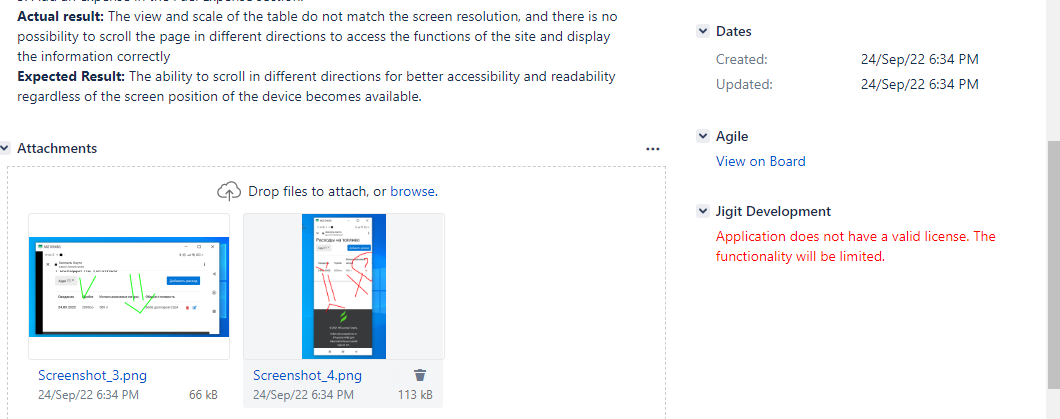 Actual result: The view and scale of the table do not match the screen resolution, and there is no
possibility to scroll the page in different directions to access the functions of the site and display
the information correctly
Expected Result: The ability to scroll in different directions for better accessibility and readability
regardless of the screen position of the device becomes available.
Attachments
Drop files to attach, or browse.
Расходы на топливо
Добавить расход
Screenshot_3.png
24/Sep/22 6:34 PM 66 kB
Screenshot_4.png
24/Sep/22 6:34 PM 113 kB
Dates
Created: 24/Sep/22 6:34 PM
Updated: 24/Sep/22 6:34 PM
Agile
View on Board
Jigit Development
Application does not have a valid license. The
functionality will be limited.